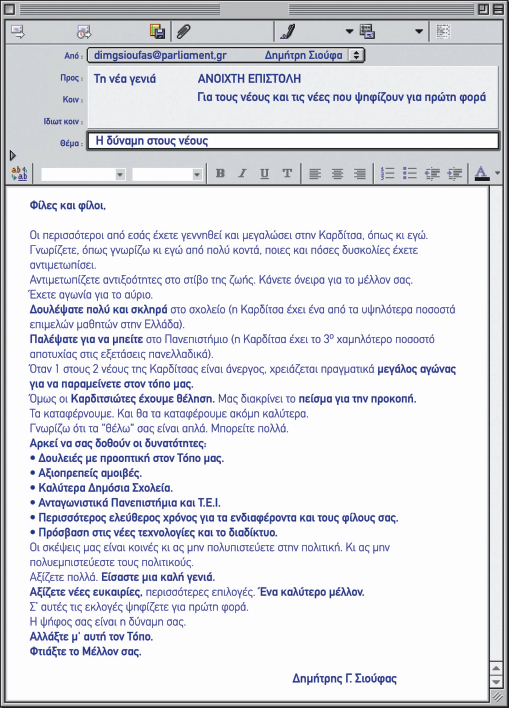 Από : dimgsioufas@parliament.gr Δημήτρη Σιούφα
Προς : Τη νέα γενιά ΑΝΟΙΧΤΗ ΕΠΙΣΤΟΛΗ
Κοιν : Για τους νέους και τις νέες που ψηφίζουν για πρώτη φορά
Ιδιωτ κοιν :
Θέμα : Η δύναμη στους νέους
B I U T A
Φίλες και φίλοι,
Οι περισσότεροι από εσάς έχετε γεννηθεί και μεγαλώσει στην Καρδίτσα, όπως κι εγώ.
Γνωρίζετε, όπως γνωρίζω κι εγώ από πολύ κοντά, ποιες και πόσες δυσκολίες έχετε
αντιμετωπίσει.
Αντιμετωπίζετε αντιξοότητες στο στίβο της ζωής. Κάνετε όνειρα για το μέλλον σας.
Έχετε αγωνία για το αύριο.
Δουλέψατε πολύ και σκληρά στο σχολείο (η Καρδίτσα έχει ένα από τα υψηλότερα ποσοστά
επιμελών μαθητών στην Ελλάδα).
Παλέψατε για να μπείτε στο Πανεπιστήμιο (η Καρδίτσα έχει το 3ο χαμηλότερο ποσοστό
αποτυχίας στις εξετάσεις πανελλαδικά).
Όταν 1 στους 2 νέους της Καρδίτσας είναι άνεργος, χρειάζεται πραγματικά μεγάλος αγώνας
για να παραμείνετε στον τόπο μας.
Όμως οι Καρδιτσιώτες έχουμε θέληση. Μας διακρίνει το πείσμα για την προκοπή.
Τα καταφέρνουμε. Και θα τα καταφέρουμε ακόμη καλύτερα.
Γνωρίζω ότι τα "θέλω" σας είναι απλά. Μπορείτε πολλά.
Αρκεί να σας δοθούν οι δυνατότητες:
• Δουλειές με προοπτική στον Τόπο μας.
• Αξιοπρεπείς αμοιβές.
• Καλύτερα Δημόσια Σχολεία.
• Ανταγωνιστικά Πανεπιστήμια και Τ.Ε.Ι.
• Περισσότερος ελεύθερος χρόνος για τα ενδιαφέροντα και τους φίλους σας.
• Πρόσβαση στις νέες τεχνολογίες και το διαδίκτυο.
Οι σκέψεις μας είναι κοινές κι ας μην πολυπιστεύετε στην πολιτική. Κι ας μην
πολυεμπιστεύεστε τους πολιτικούς.
Αξίζετε πολλά. Είσαστε μια καλή γενιά.
Αξίζετε νέες ευκαιρίες, περισσότερες επιλογές. Ένα καλύτερο μέλλον.
Σ' αυτές τις εκλογές ψηφίζετε για πρώτη φορά.
Η ψήφος σας είναι η δύναμη σας.
Αλλάξτε μ' αυτή τον Τόπο.
Φτιάξτε το Μέλλον σας.
Δημήτρης Γ. Σιούφας